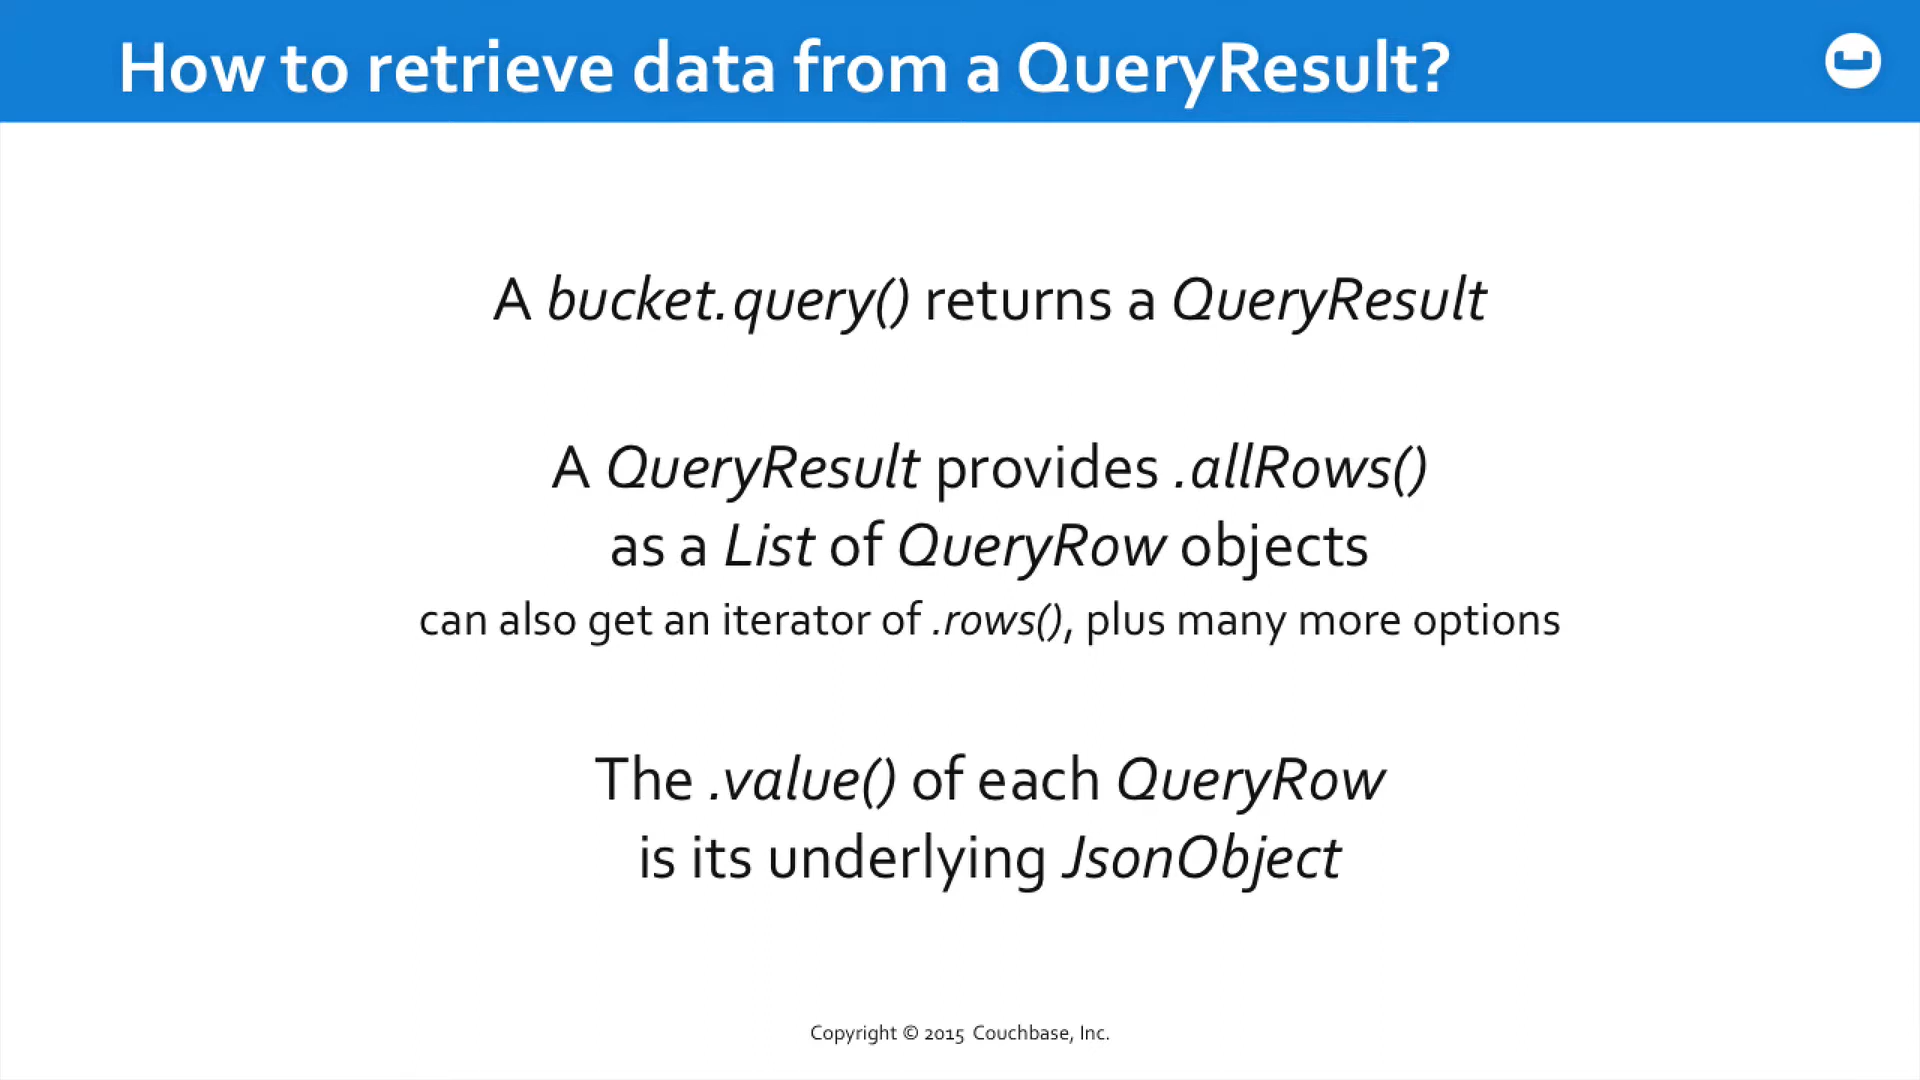 How to retrieve data from a QueryResult?
A bucket.query() returns a QueryResult
A QueryResult provides .allRows()
as a List of QueryRow objects
can also get an iterator of .rows(), plus many more options
The .value() of each QueryRow
is its underlying JsonObject
Copyright © 2015 Couchbase, Inc.